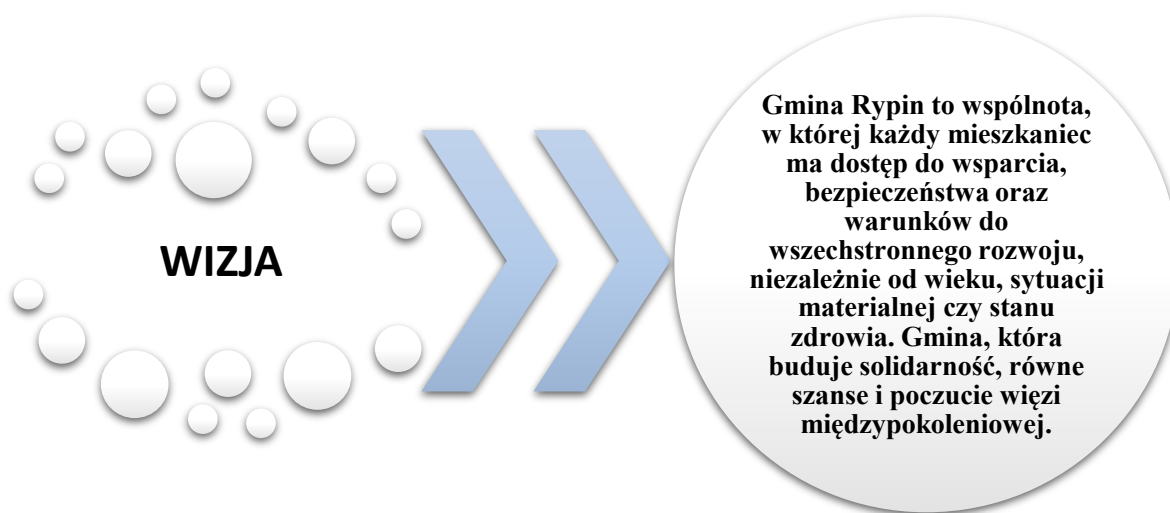 WIZJA
Gmina Rypin to wspólnota,
w której każdy mieszkaniec
ma dostęp do wsparcia,
bezpieczeństwa oraz
warunków do
wszechstronnego rozwoju,
niezależnie od wieku, sytuacji
materialnej czy stanu
zdrowia. Gmina, która
buduje solidarność, równe
szanse i poczucie więzi
międzypokoleniowej.